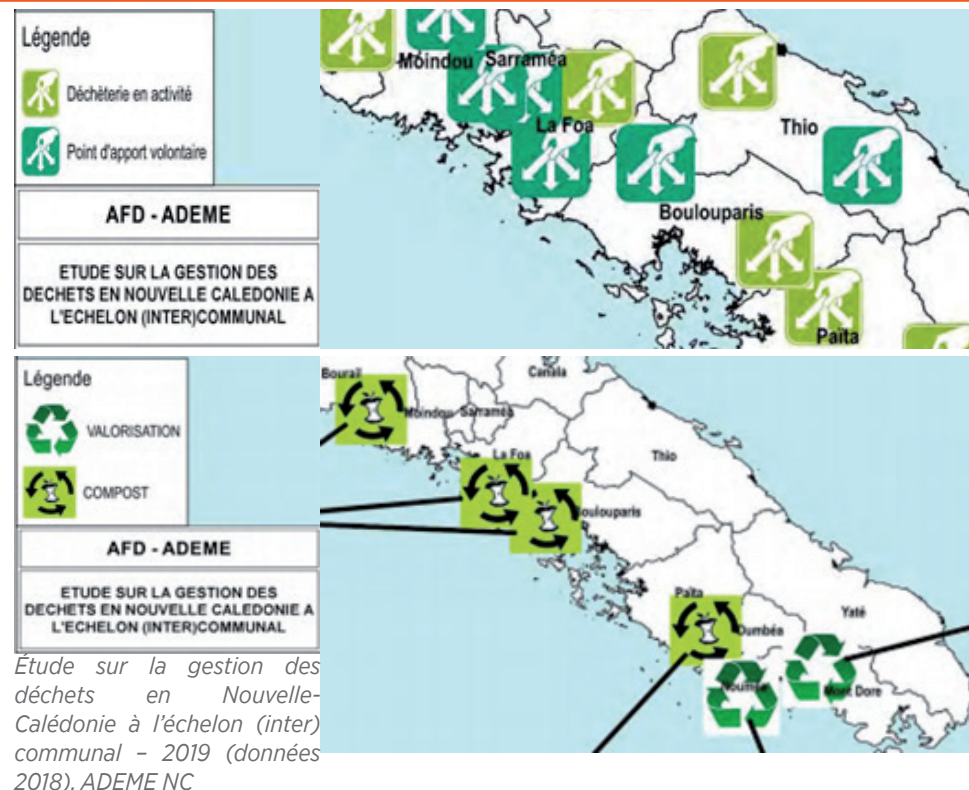 Légende
Déchèterie en activité
Point d'apport volontaire
AFD - ADEME
ETUDE SUR LA GESTION DES
DECHETS EN NOUVELLE CALEDONIE A
L'ECHELON (INTER)COMMUNAL
Moindou
Sarraméa
La Foa
Thio
Boulouparis
Païta
Légende
VALORISATION
COMPOST
AFD - ADEME
ETUDE SUR LA GESTION DES
DECHETS EN NOUVELLE CALEDONIE A
L'ECHELON (INTER)COMMUNAL
Bourail
Canala
Moindou
Sarraméa
La Foa
Thio
oulouparis
Païta
Yaté
Dumbéa
Nouméa
Mont Dore
Étude sur la gestion des
déchets en Nouvelle-
Calédonie à l'échelon (inter)
communal – 2019 (données
2018). ADEME NC